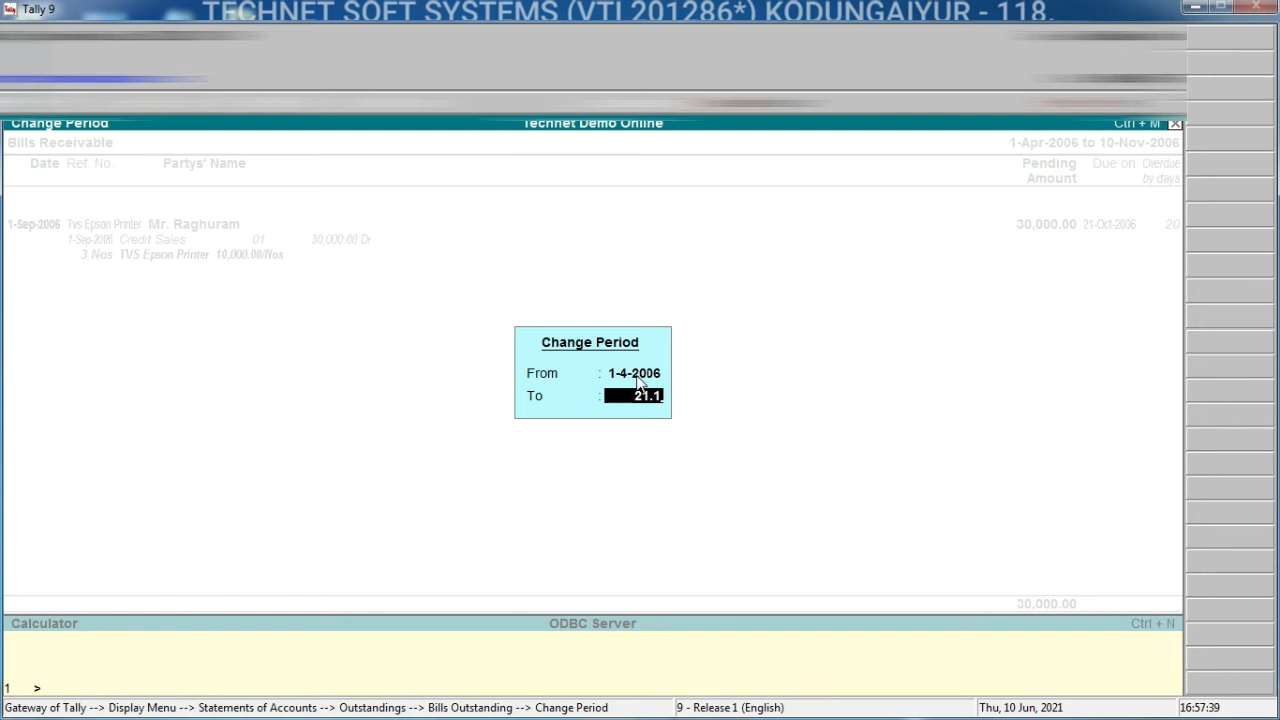 TECHNET SOFT SYSTEMS (VTI 201286*) KODUNGAIYUR - 118.
Tally 9
Change Period Technet Demo Online Ctrl + M
Bills Receivable 1-Apr-2006 to 10-Nov-2006
Date Ref. No. Partys' Name Pending Due on Overdue
Amount by days
1-Sep-2006 Tvs Epson Printer Mr. Raghuram 30,000.00 21-Oct-2006 20
1-Sep-2006 Credit Sales 01 30,000.00 Dr
3 Nos TVS Epson Printer 10,000.00/Nos
Change Period
From : 1-4-2006
To : 21.1
30,000.00
Calculator ODBC Server Ctrl + N
1 >
Gateway of Tally --> Display Menu --> Statements of Accounts --> Outstandings --> Bills Outstanding --> Change Period 9 - Release 1 (English) Thu, 10 Jun, 2021 16:57:39